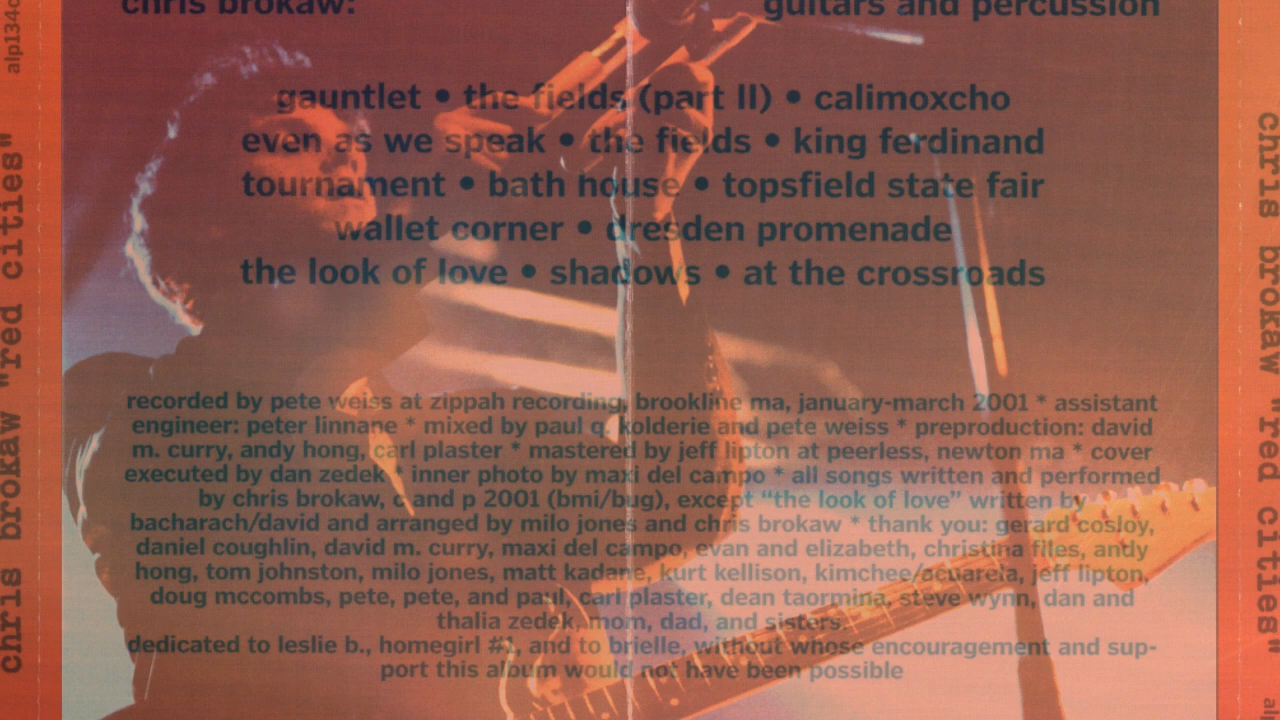 chris brokaw: guitars and percussion
gauntlet • the fields (part II) • calimoxcho
even as we speak • the fields • king ferdinand
tournament • bath house • topsfield state fair
wallet corner • dresden promenade
the look of love • shadows • at the crossroads
recorded by pete weiss at zippah recording, brookline ma, january-march 2001 * assistant
engineer: peter linnane * mixed by paul q. kolderie and pete weiss * preproduction: david
m. curry, andy hong, carl plaster * mastered by jeff lipton at peerless, newton ma * cover
executed by dan zedek * inner photo by maxi del campo * all songs written and performed
by chris brokaw, c and p 2001 (bmi/bug), except “the look of love” written by
bacharach/david and arranged by milo jones and chris brokaw * thank you: gerard cosloy,
daniel coughlin, david m. curry, maxi del campo, evan and elizabeth, christina files, andy
hong, tom johnston, milo jones, matt kadane, kurt kellison, kimchee/acuarela, jeff lipton,
doug mccombs, pete, pete, and paul, carl plaster, dean taormina, steve wynn, dan and
thalia zedek, mom, dad, and sisters.
dedicated to leslie b., homegirl #1, and to brielle, without whose encouragement and sup-
port this album would not have been possible
chris brokaw "red cities"
chris brokaw "red cities"